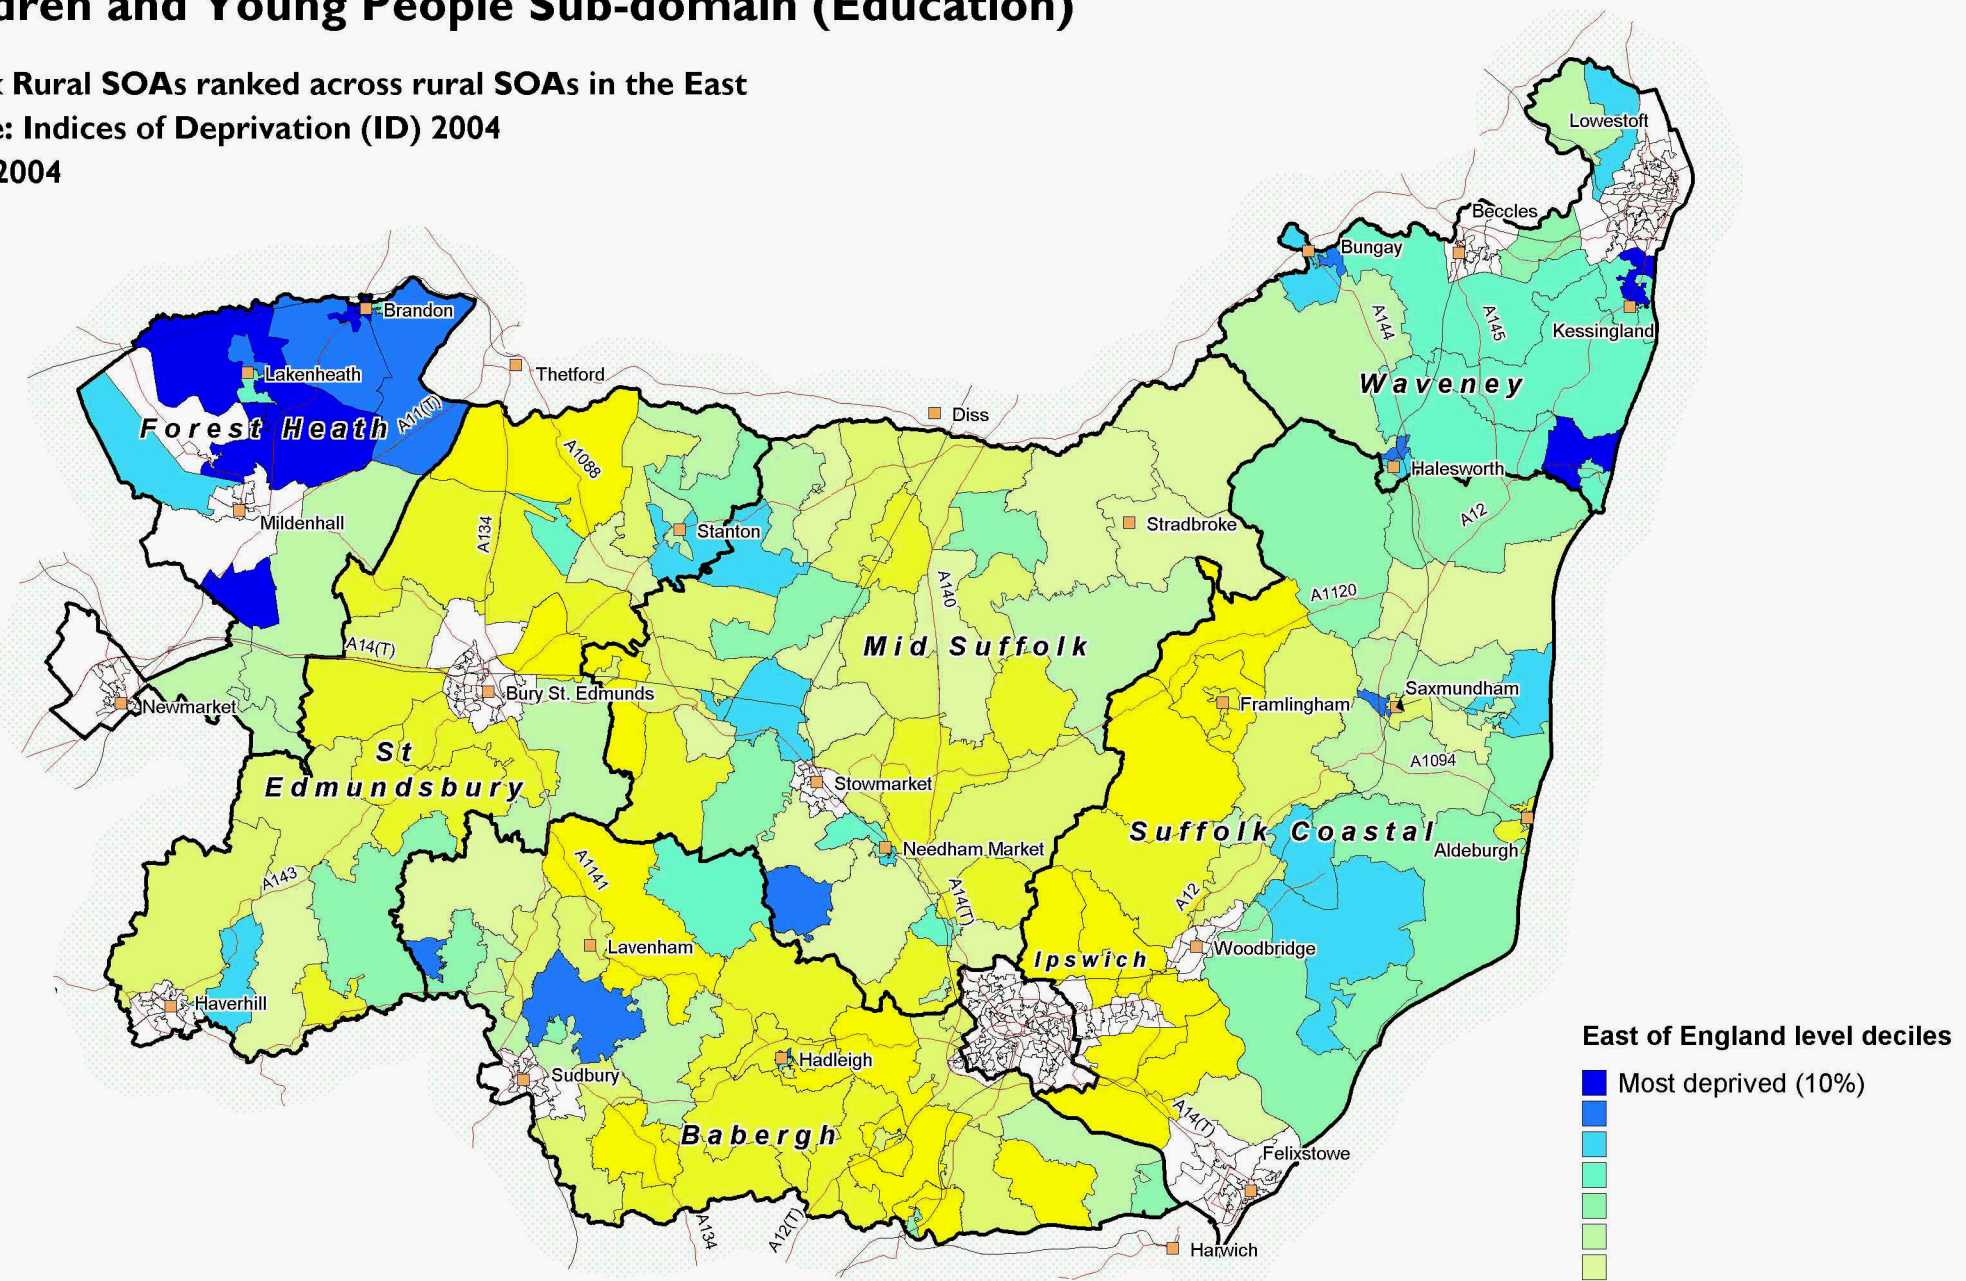 dren and Young People Sub-domain (Education)
Rural SOAs ranked across rural SOAs in the East
e: Indices of Deprivation (ID) 2004
2004
Lowestoft
Beccles
Bungay
Brandon
A144
A145
Kessingland
Lakenheath
Thetford
Waveney
A11(T)
Diss
Forest Heath
A1088
Halesworth
Mildenhall
A134
Stanton
Stradbroke
A12
A140
A1120
A14(T)
Mid Suffolk
Bury St. Edmunds
Saxmundham
Newmarket
Framlingham
St
Edmundsbury
A1094
Stowmarket
Suffolk Coastal
Needham Market
Aldeburgh
A143
A1141
A14(T)
A12
Lavenham
Woodbridge
Ipswich
Haverhill
East of England level deciles
Hadleigh
Sudbury
Most deprived (10%)
A14(T)
Babergh
Felixstowe
A134
A12(T)
Harwich